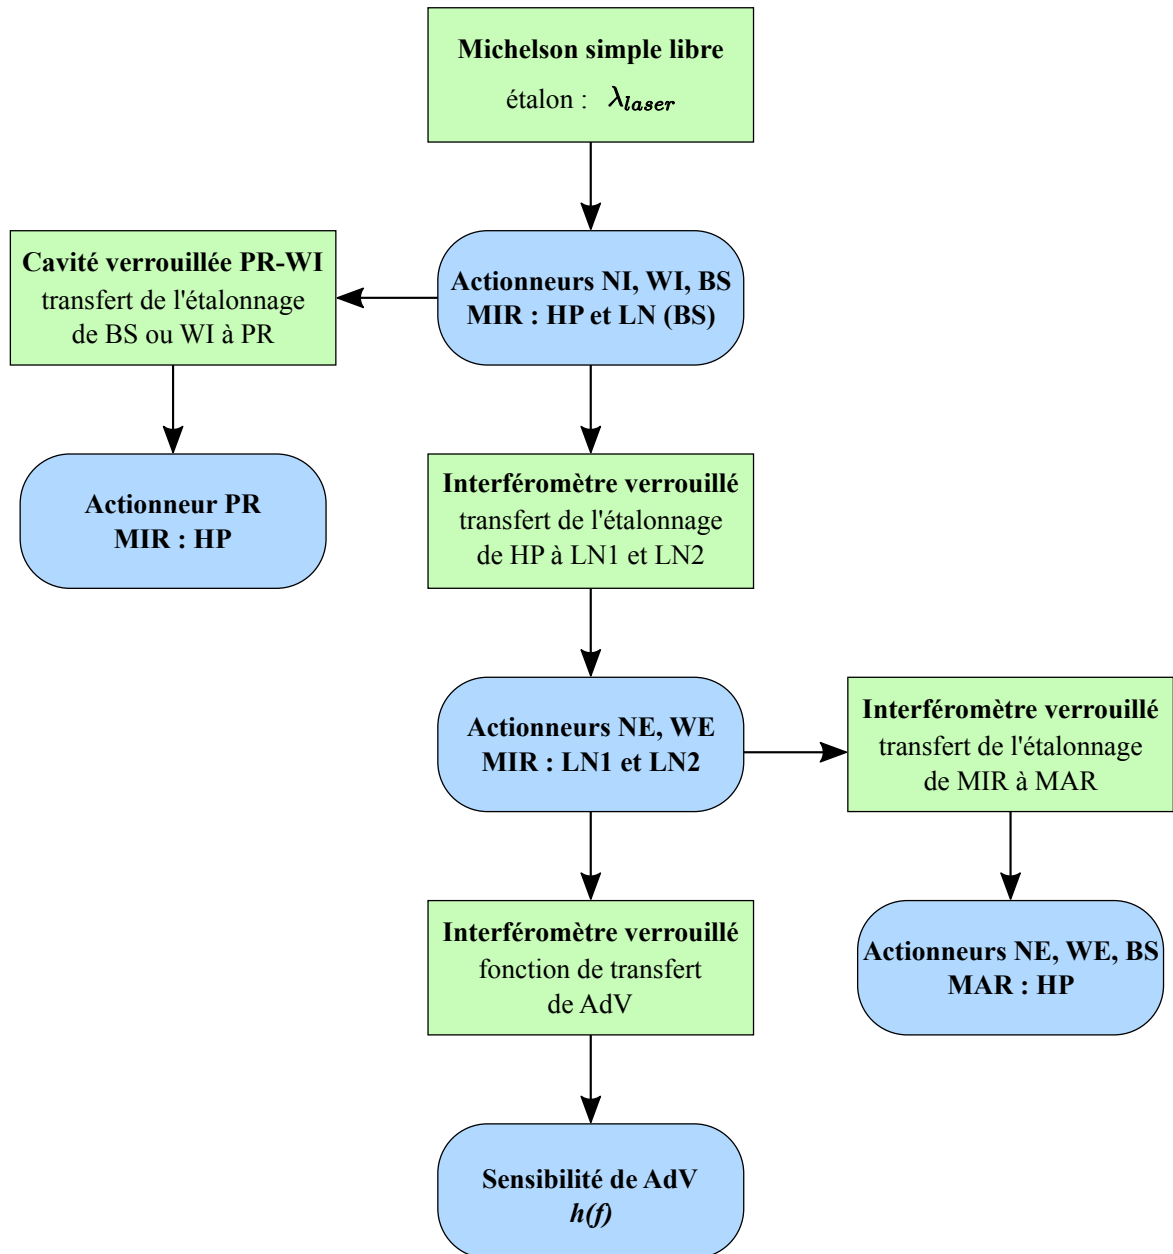 Michelson simple libre
étalon : λlaser
Cavité verrouillée PR-WI
transfert de l'étalonnage
de BS ou WI à PR
Actionneurs NI, WI, BS
MIR : HP et LN (BS)
Actionneur PR
MIR : HP
Interféromètre verrouillé
transfert de l'étalonnage
de HP à LN1 et LN2
Actionneurs NE, WE
MIR : LN1 et LN2
Interféromètre verrouillé
transfert de l'étalonnage
de MIR à MAR
Interféromètre verrouillé
fonction de transfert
de AdV
Actionneurs NE, WE, BS
MAR : HP
Sensibilité de AdV
h(f)